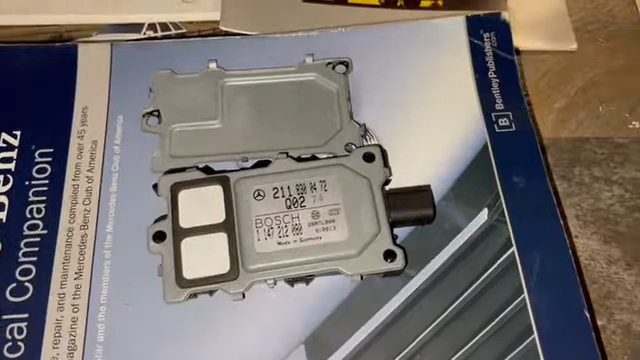 BentleyPublishers
.com
B
211 830 04 72
Q02
BOSCH
1 147 212 080
Made in Germany
Benz
cal Companion
e, repair, and maintenance compiled from over 45 years
magazine of the Mercedes-Benz Club of America
the members of the Mercedes-Benz Club of America